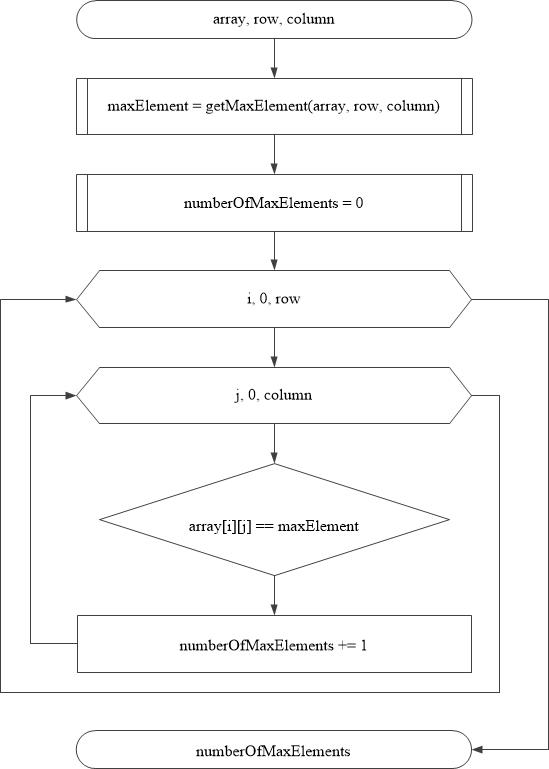 array, row, column
maxElement = getMaxElement(array, row, column)
numberOfMaxElements = 0
i, 0, row
j, 0, column
array[i][j] == maxElement
numberOfMaxElements += 1
numberOfMaxElements